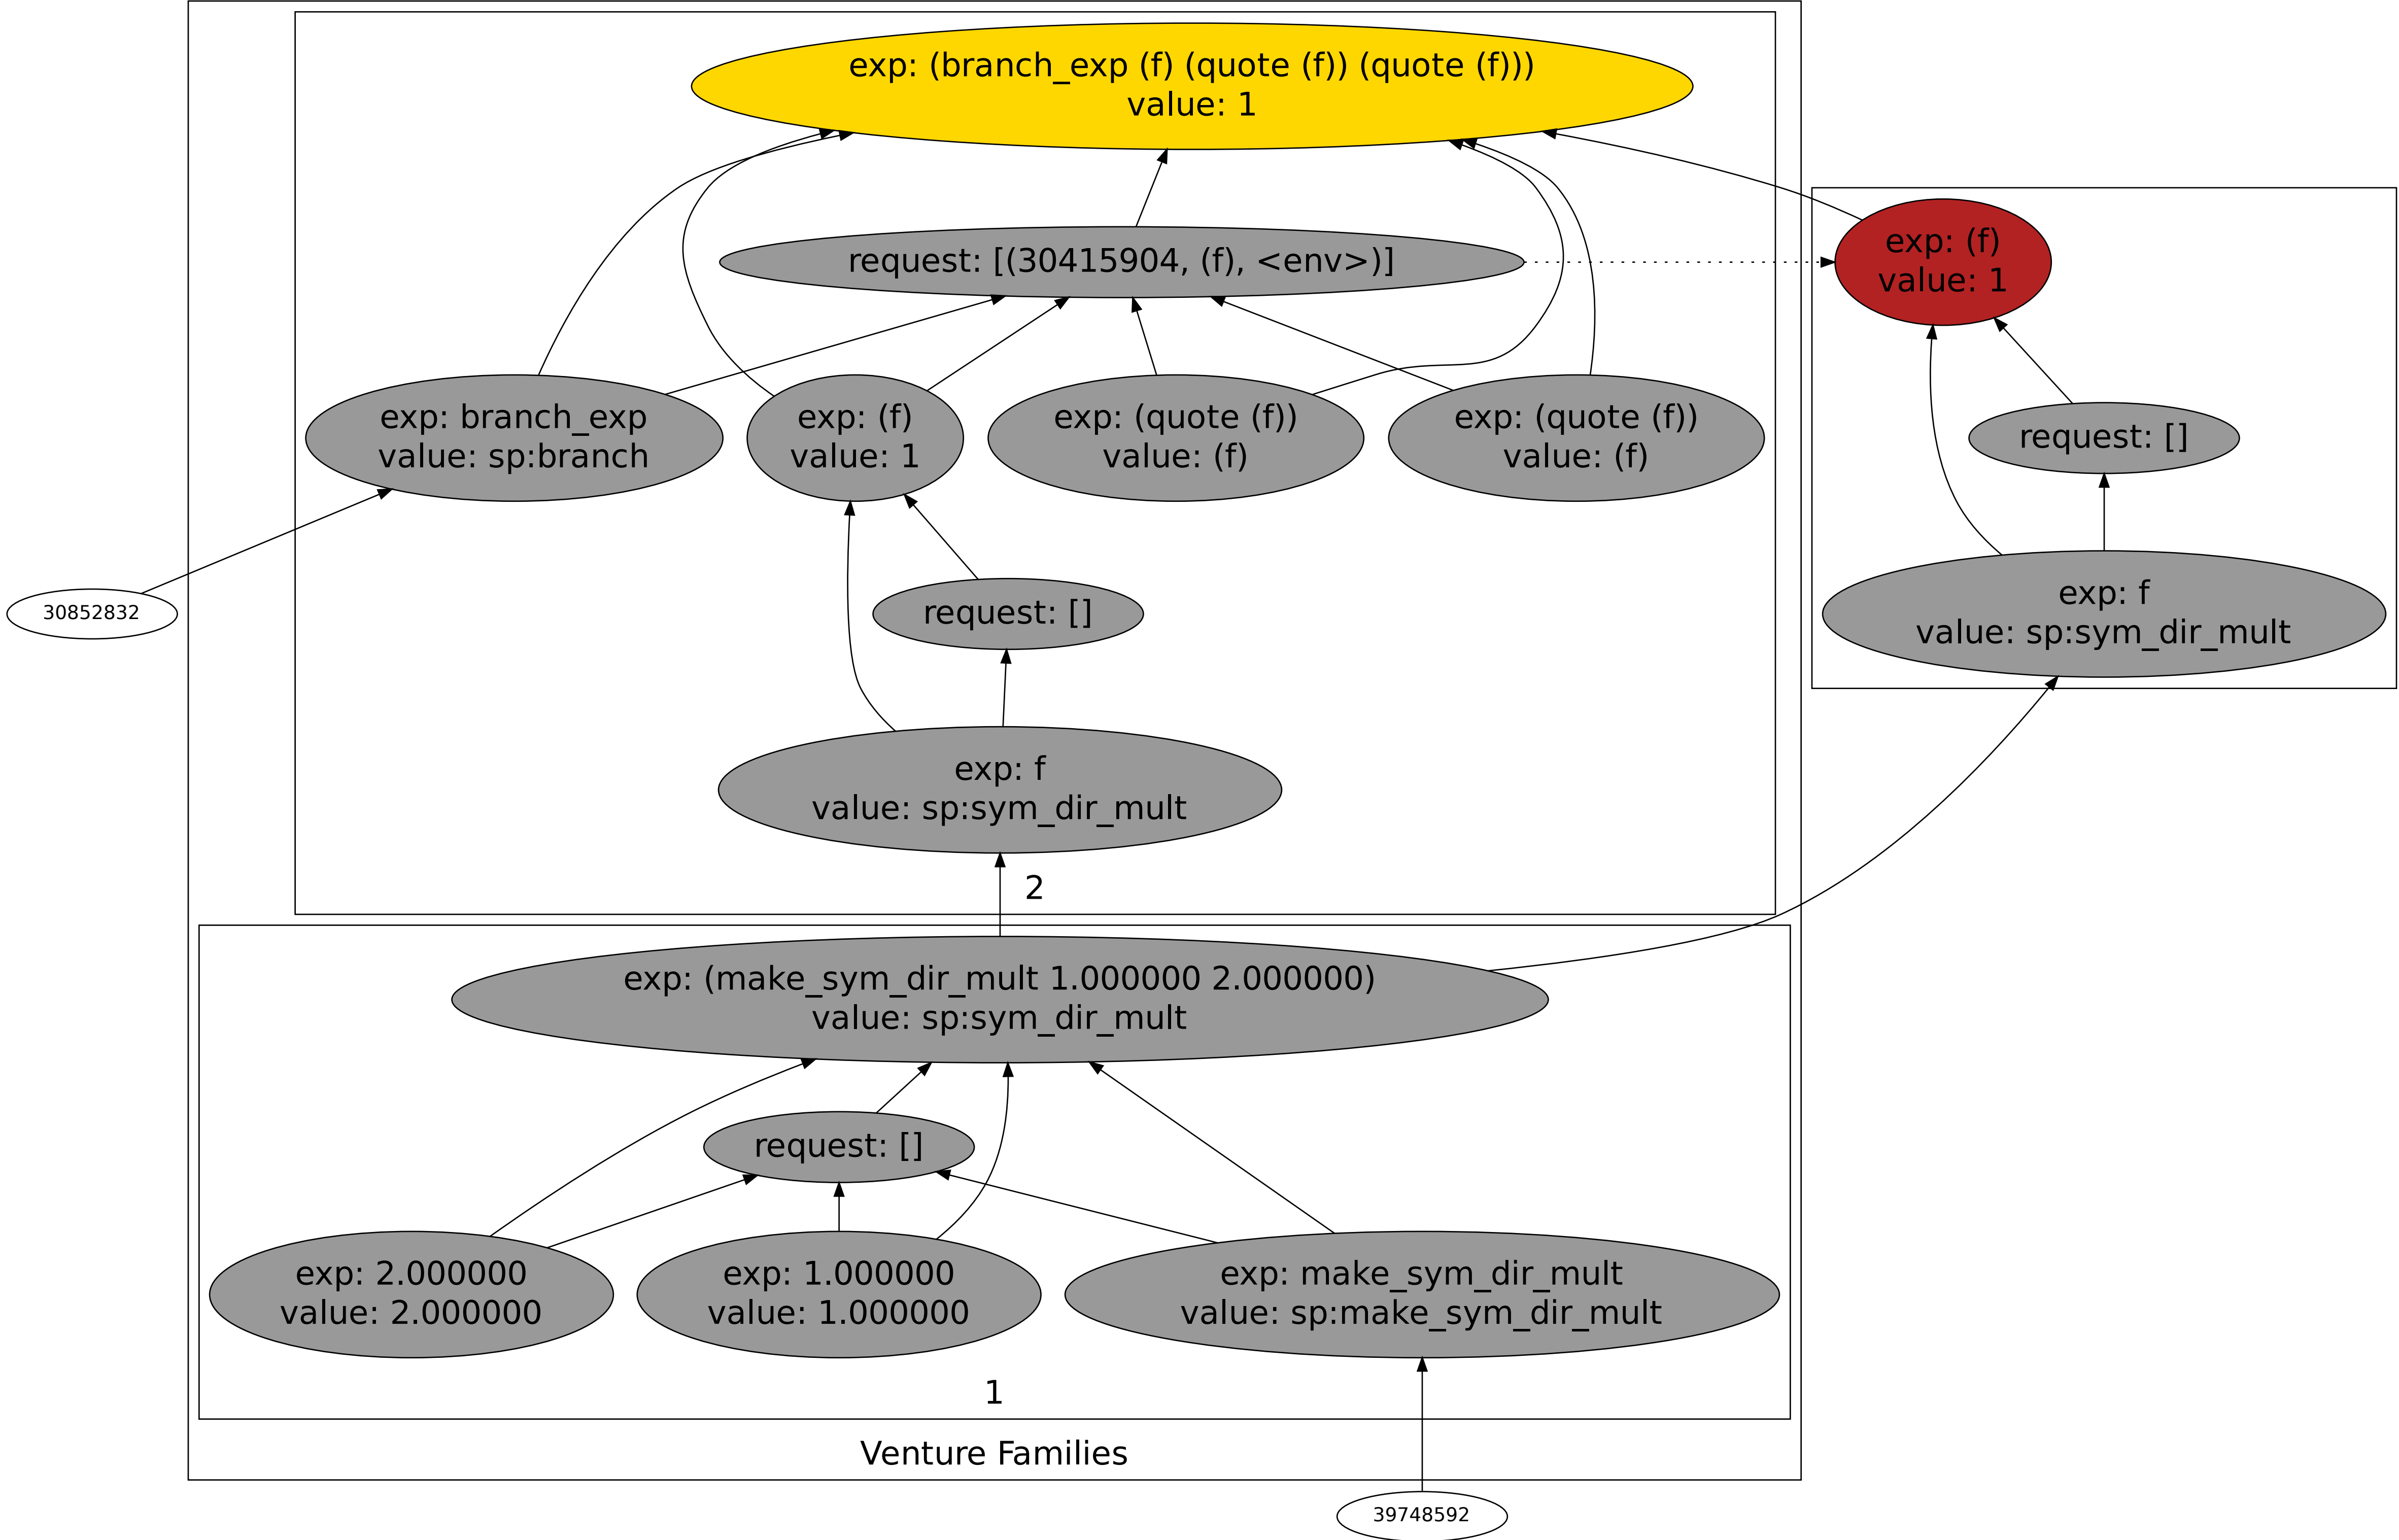 exp: (branch_exp (f) (quote (f)) (quote (f)))
value: 1
request: [(30415904, (f), <env>)]
exp: (f)
value: 1
exp: branch_exp
value: sp:branch
exp: (f)
value: 1
exp: (quote (f))
value: (f)
exp: (quote (f))
value: (f)
request: []
30852832
request: []
exp: f
value: sp:sym_dir_mult
exp: f
value: sp:sym_dir_mult
2
exp: (make_sym_dir_mult 1.000000 2.000000)
value: sp:sym_dir_mult
request: []
exp: 2.000000
value: 2.000000
exp: 1.000000
value: 1.000000
exp: make_sym_dir_mult
value: sp:make_sym_dir_mult
1
Venture Families
39748592